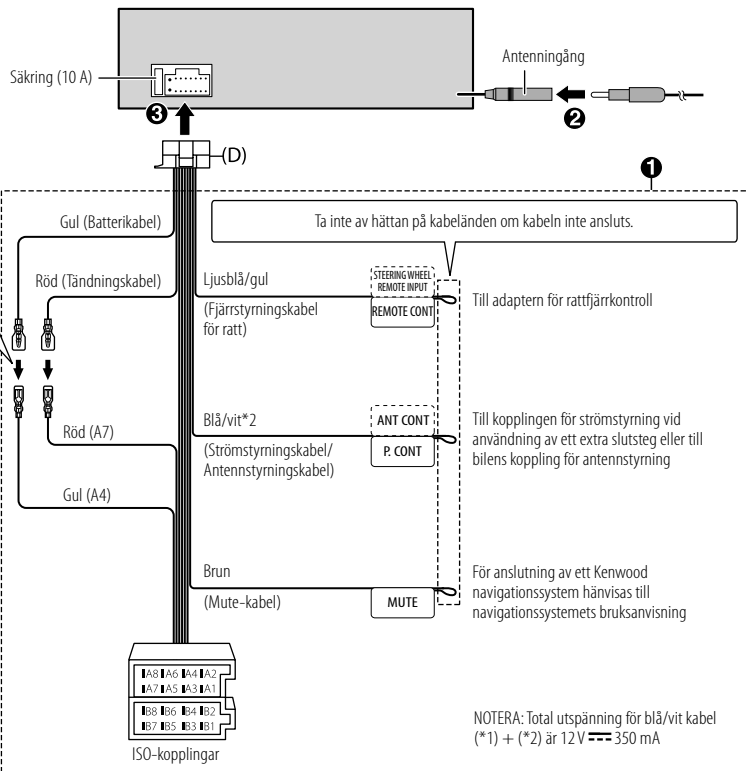 Säkring (10 A)
Antenningång
❸
❷
(D)
❶
Gul (Batterikabel)
Ta inte av hättan på kabeländen om kabeln inte ansluts.
Röd (Tändningskabel)
Ljusblå/gul
(Fjärrstyrningskabel
för ratt)
STEERING WHEEL
REMOTE INPUT
REMOTE CONT
Till adaptern för rattfjärrkontroll
Röd (A7)
Gul (A4)
Blå/vit*2
(Strömstyrningskabel/
Antennstyrningskabel)
ANT CONT
P. CONT
Till kopplingen för strömstyrning vid
användning av ett extra slutsteg eller till
bilens koppling för antennstyrning
Brun
(Mute-kabel)
MUTE
För anslutning av ett Kenwood
navigationssystem hänvisas till
navigationssystemets bruksanvisning
A8 A6 A4 A2
A7 A5 A3 A1
B8 B6 B4 B2
B7 B5 B3 B1
ISO-kopplingar
NOTERA: Total utspänning för blå/vit kabel
(*1) + (*2) är 12 V ⎓ 350 mA